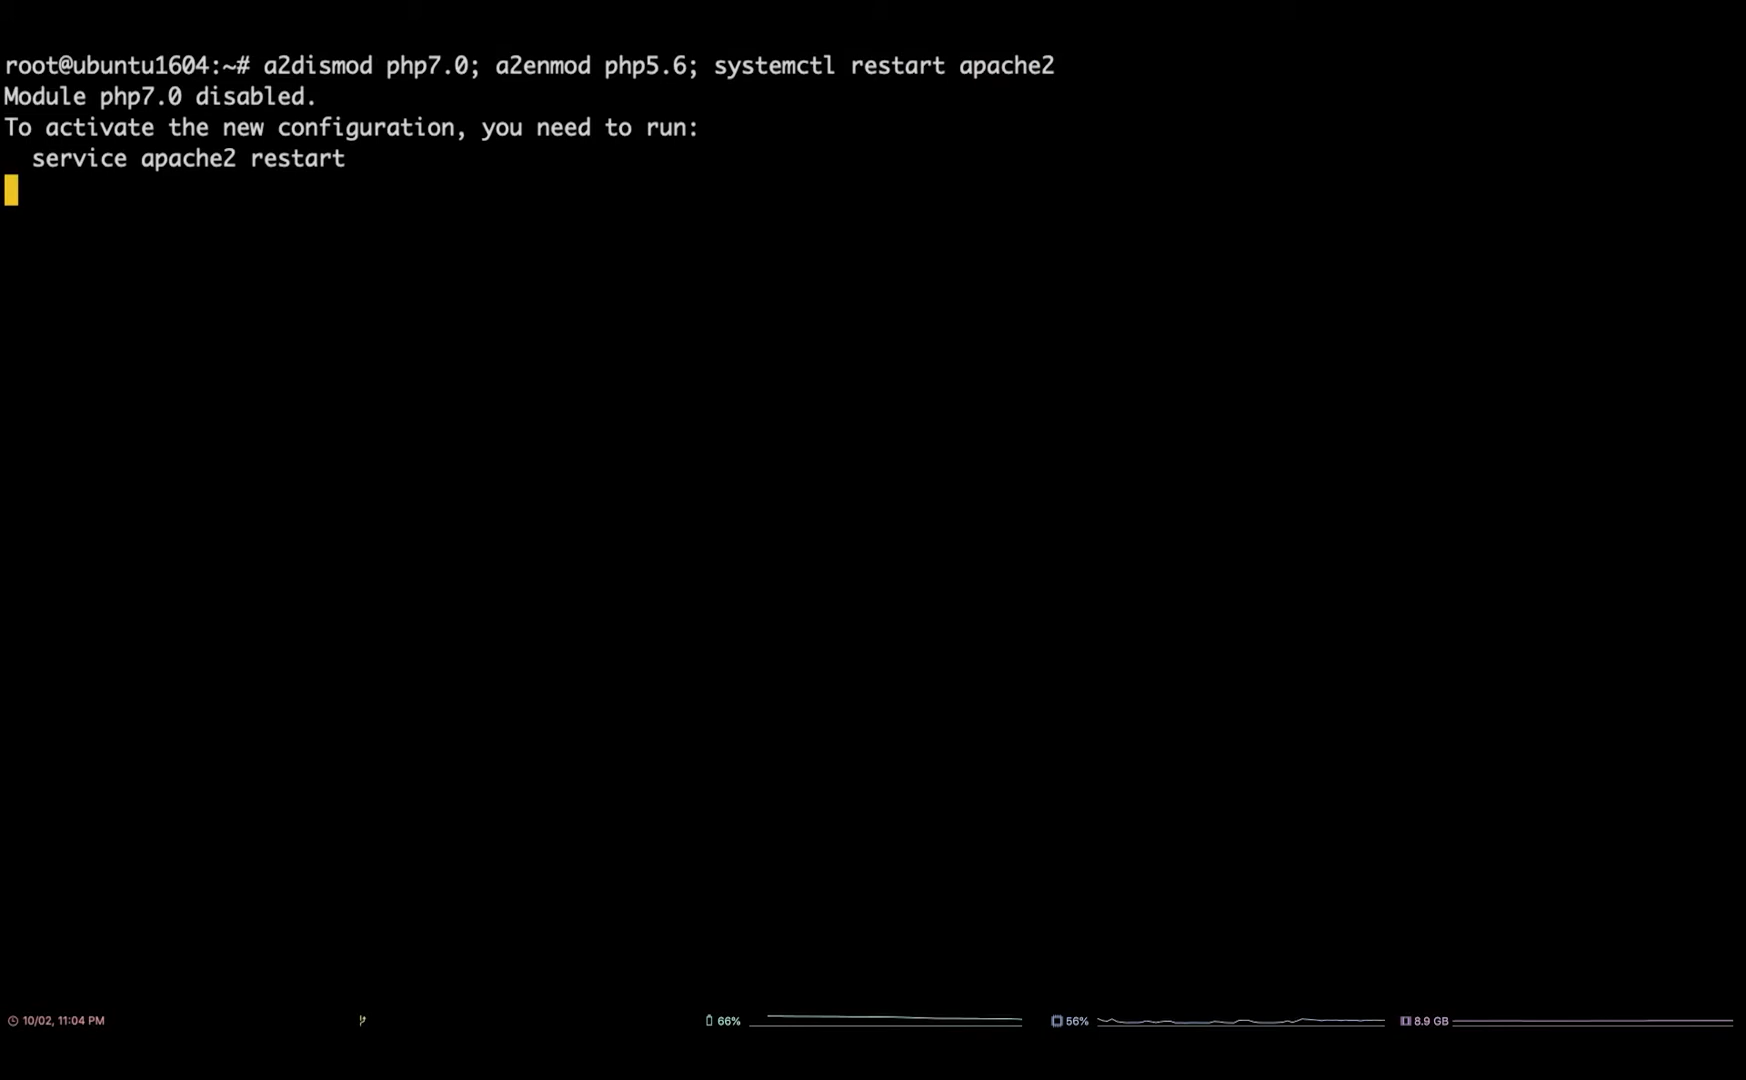 root@ubuntu1604:~# a2dismod php7.0; a2enmod php5.6; systemctl restart apache2
Module php7.0 disabled.
To activate the new configuration, you need to run:
  service apache2 restart
10/02, 11:04 PM 66% 56% 8.9 GB